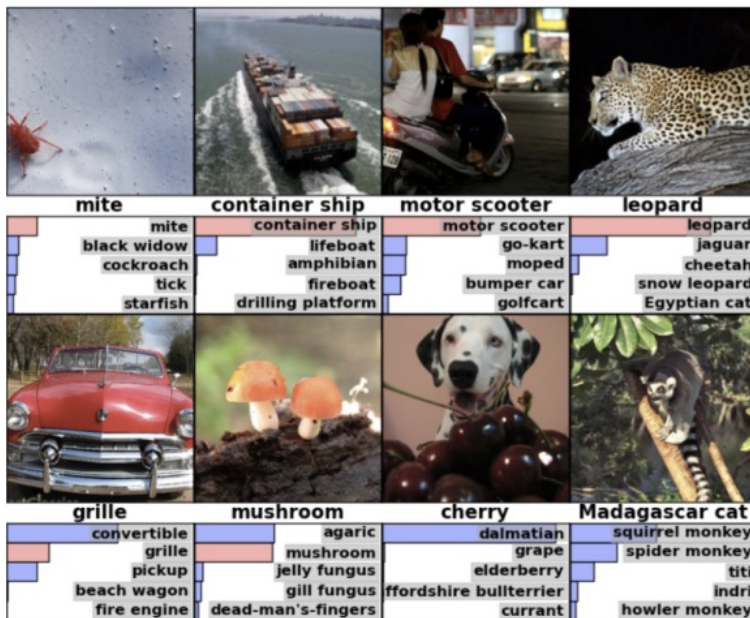 mite
container ship
motor scooter
leopard
mite
black widow
cockroach
tick
starfish
container ship
lifeboat
amphibian
fireboat
drilling platform
motor scooter
go-kart
moped
bumper car
golfcart
leopard
jaguar
cheetah
snow leopard
Egyptian cat
grille
mushroom
cherry
Madagascar cat
convertible
grille
pickup
beach wagon
fire engine
agaric
mushroom
jelly fungus
gill fungus
dead-man's-fingers
dalmatian
grape
elderberry
ffordshire bullterrier
currant
squirrel monkey
spider monkey
titi
indri
howler monkey